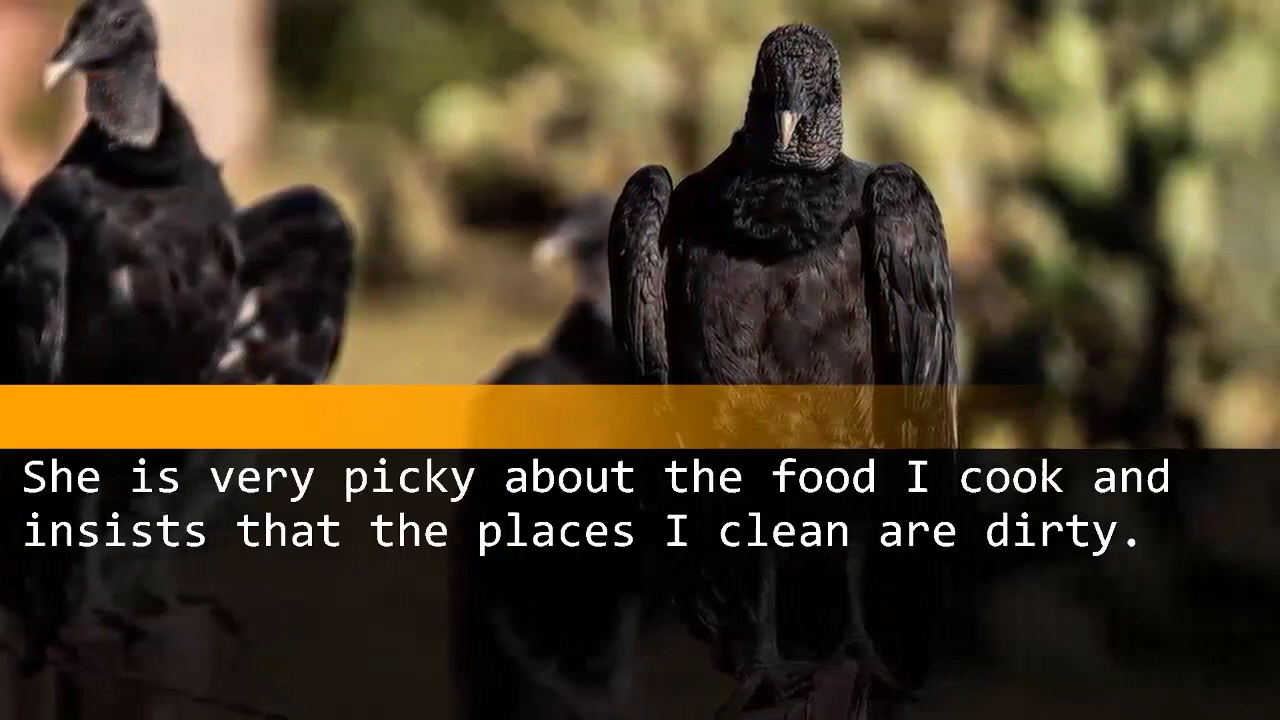 She is very picky about the food I cook and
insists that the places I clean are dirty.